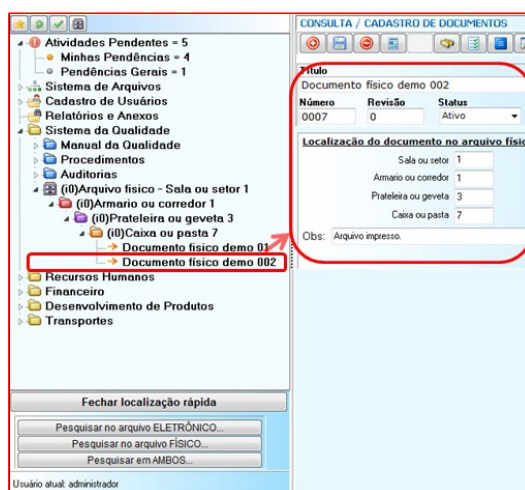 Atividades Pendentes = 5
Minhas Pendências = 4
Pendências Gerais = 1
Sistema de Arquivos
Cadastro de Usuários
Relatórios e Anexos
Sistema da Qualidade
Manual da Qualidade
Procedimentos
Auditorias
(i0)Arquivo fisico - Sala ou setor 1
(i0)Armario ou corredor 1
(i0)Prateleira ou geveta 3
(i0)Caixa ou pasta 7
Documento fisico demo 01
Documento físico demo 002
Recursos Humanos
Financeiro
Desenvolvimento de Produtos
Transportes
Fechar localização rápida
Pesquisar no arquivo ELETRÔNICO...
Pesquisar no arquivo FÍSICO...
Pesquisar em AMBOS...
Usuário atual: administrador
CONSULTA / CADASTRO DE DOCUMENTOS
Título
Documento físico demo 002
Número Revisão Status
0007 0 Ativo
Localização do documento no arquivo físic
Sala ou setor 1
Armario ou corredor 1
Prateleira ou geveta 3
Caixa ou pasta 7
Obs: Arquivo impresso.